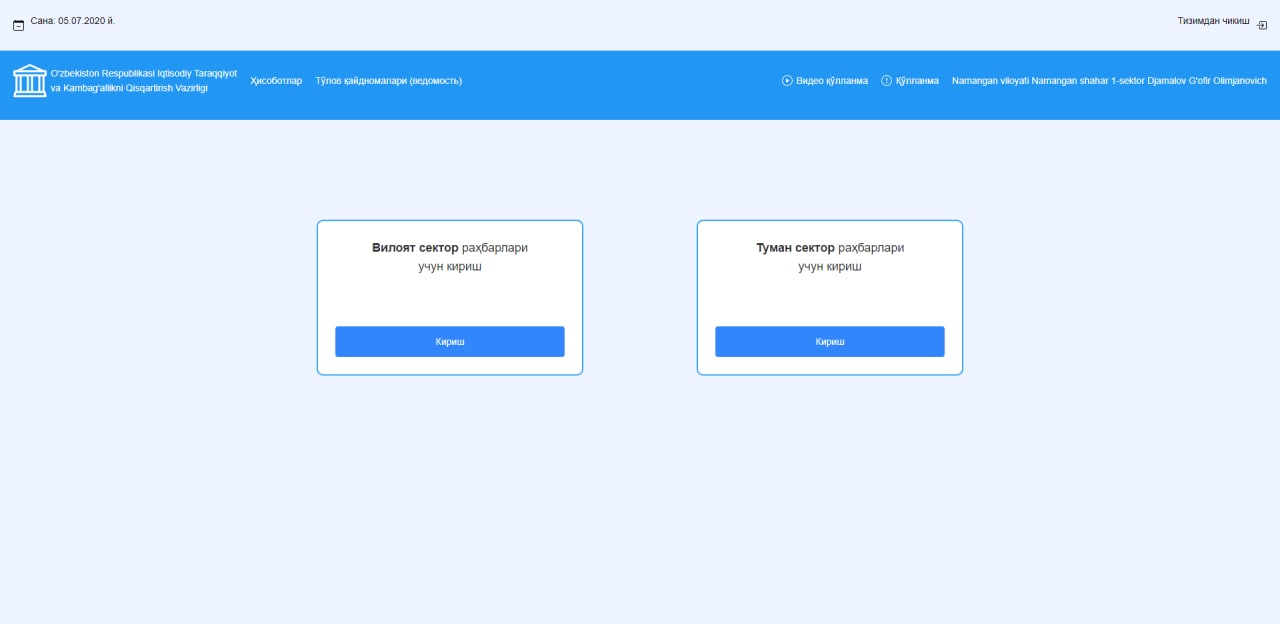 Сана: 05.07.2020 й.
Тизимдан чикиш
O'zbekiston Respublikasi Iqtisodiy Taraqqiyot
va Kambag'allikni Qisqartirish Vazirligi
Ҳисоботлар
Тўлов қайдномалари (ведомость)
Видео қўлланма
Қўлланма
Namangan viloyati Namangan shahar 1-sektor Djamalov G'ofir Olimjanovich
Вилоят сектор раҳбарлари
учун кириш
Кириш
Туман сектор раҳбарлари
учун кириш
Кириш